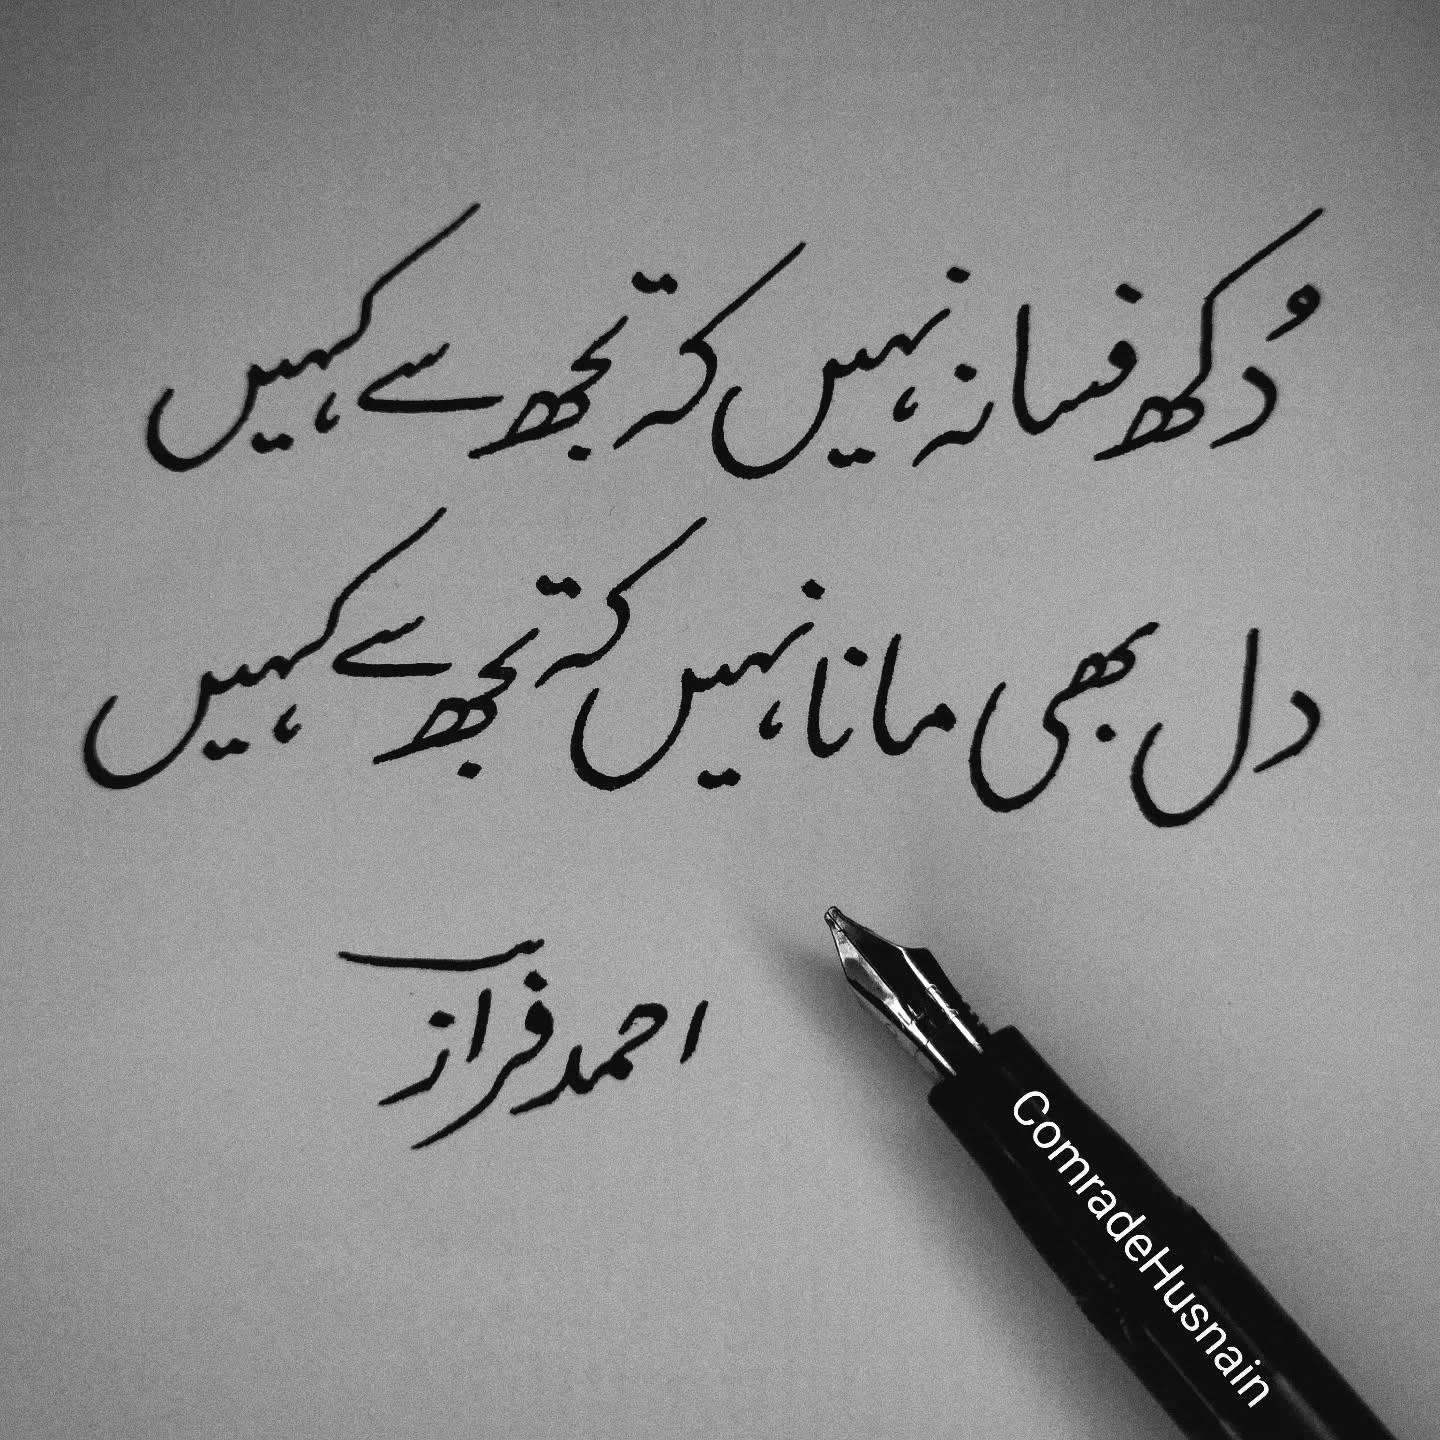 دُکھ فسانہ نہیں کہ تجھ سے کہیں
دل بھی مانا نہیں کہ تجھ سے کہیں
احمد فراز
ComradeHusnain